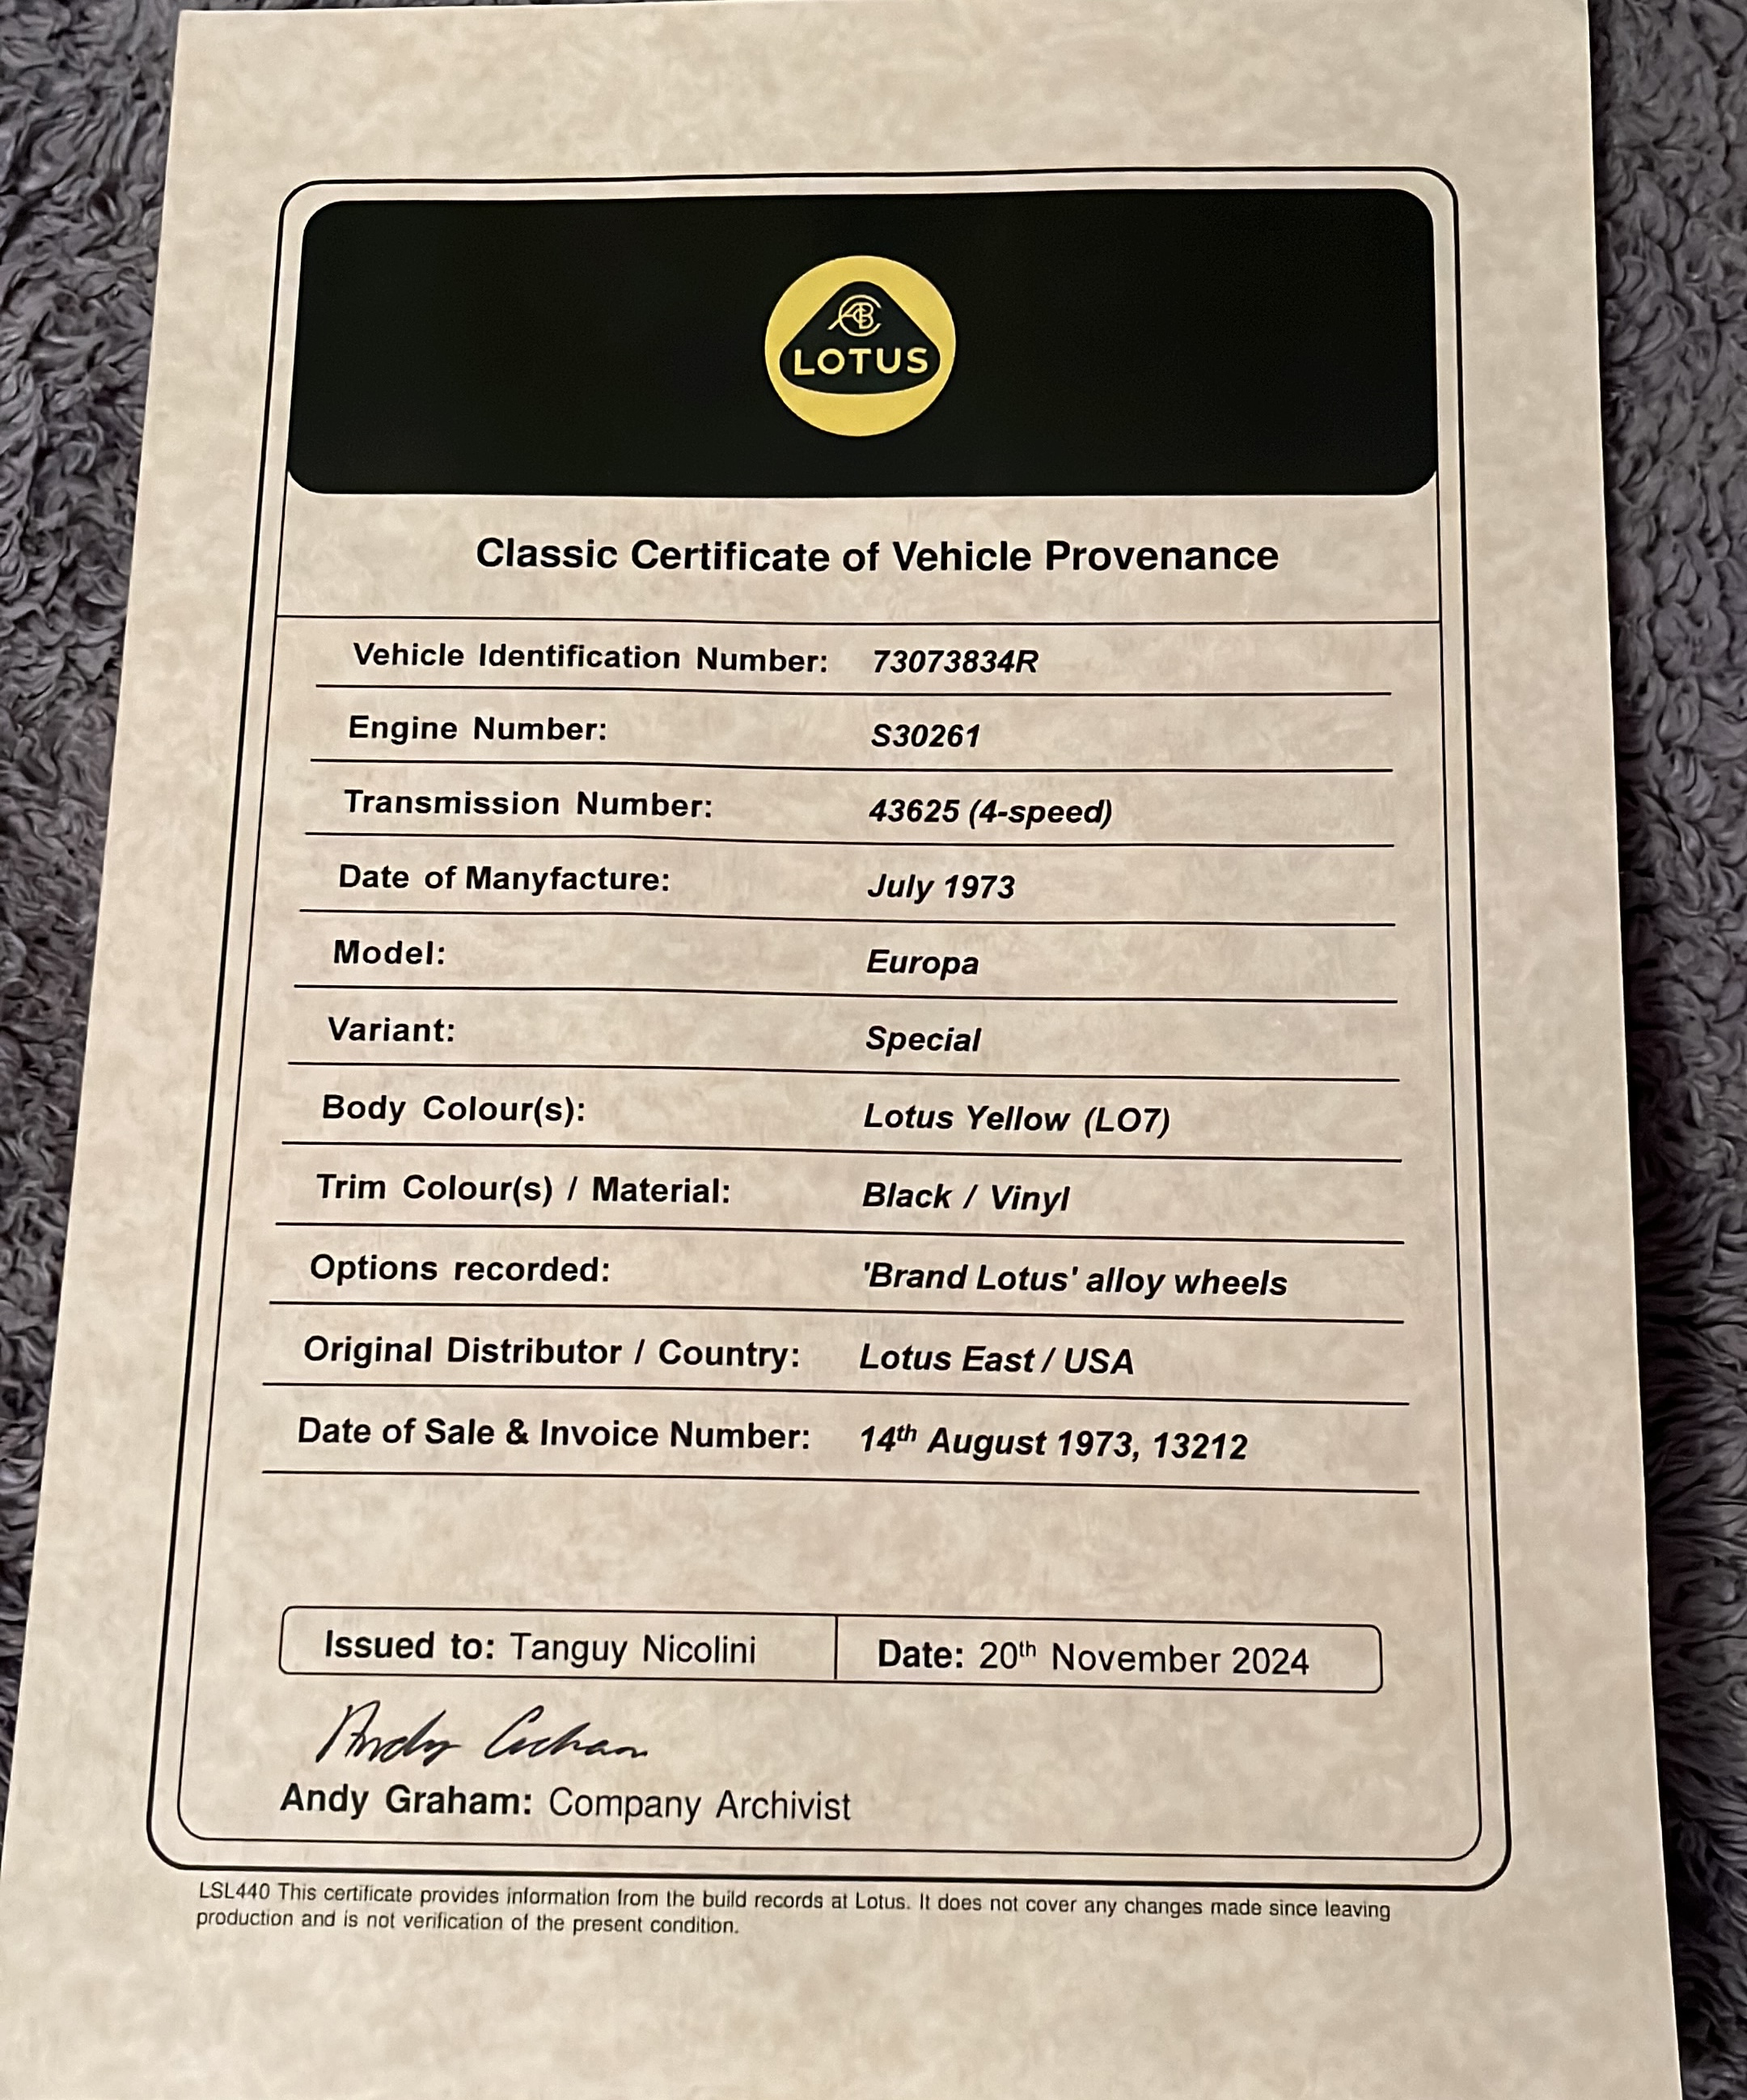 LOTUS
Classic Certificate of Vehicle Provenance
Vehicle Identification Number: 73073834R
Engine Number: S30261
Transmission Number: 43625 (4-speed)
Date of Manyfacture: July 1973
Model: Europa
Variant: Special
Body Colour(s): Lotus Yellow (LO7)
Trim Colour(s) / Material: Black / Vinyl
Options recorded: 'Brand Lotus' alloy wheels
Original Distributor / Country: Lotus East / USA
Date of Sale & Invoice Number: 14th August 1973, 13212
Issued to: Tanguy Nicolini Date: 20th November 2024
Andy Graham: Company Archivist
LSL440 This certificate provides information from the build records at Lotus. It does not cover any changes made since leaving
production and is not verification of the present condition.